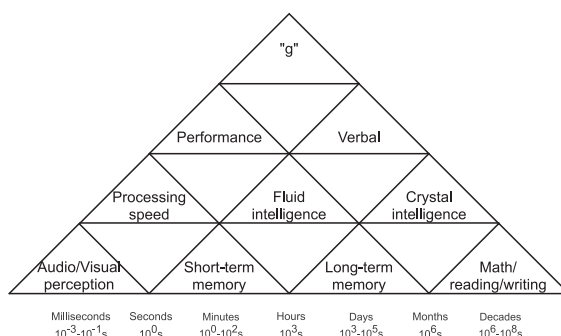 "g"
Performance Verbal
Processing speed Fluid intelligence Crystal intelligence
Audio/Visual perception Short-term memory Long-term memory Math/ reading/writing
Milliseconds Seconds Minutes Hours Days Months Decades
10-3-10-1s 100s 100-102s 103s 103-105s 106s 106-108s